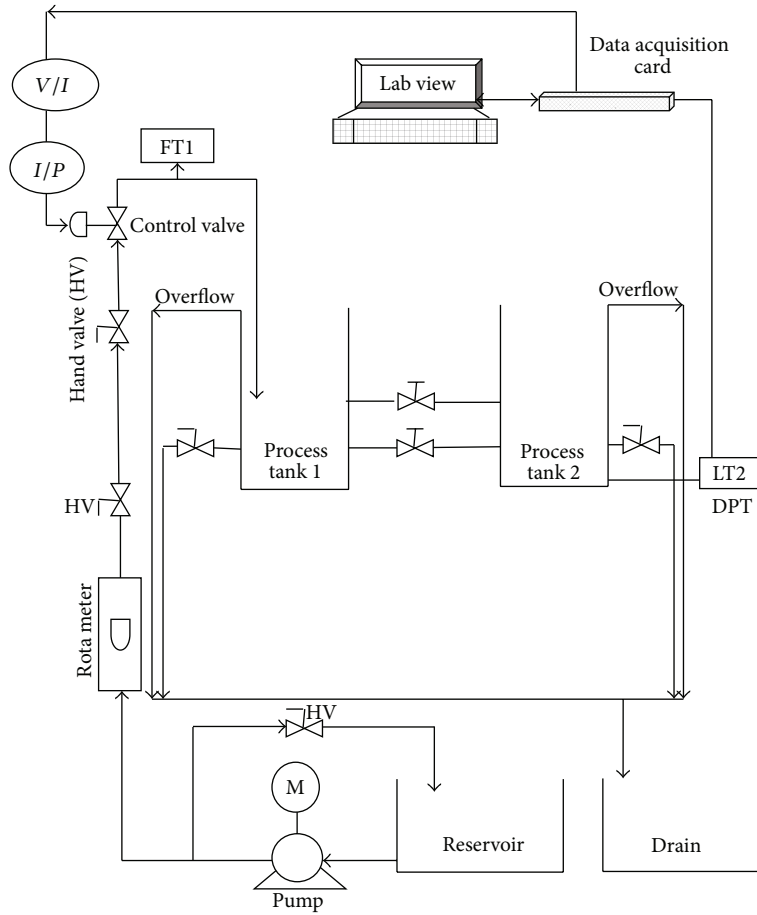 Data acquisition
card
V/I
Lab view
FT1
I/P
Control valve
Hand valve (HV)
Overflow
Overflow
Process
tank 1
Process
tank 2
LT2
DPT
HV
Rota meter
HV
M
Reservoir
Drain
Pump